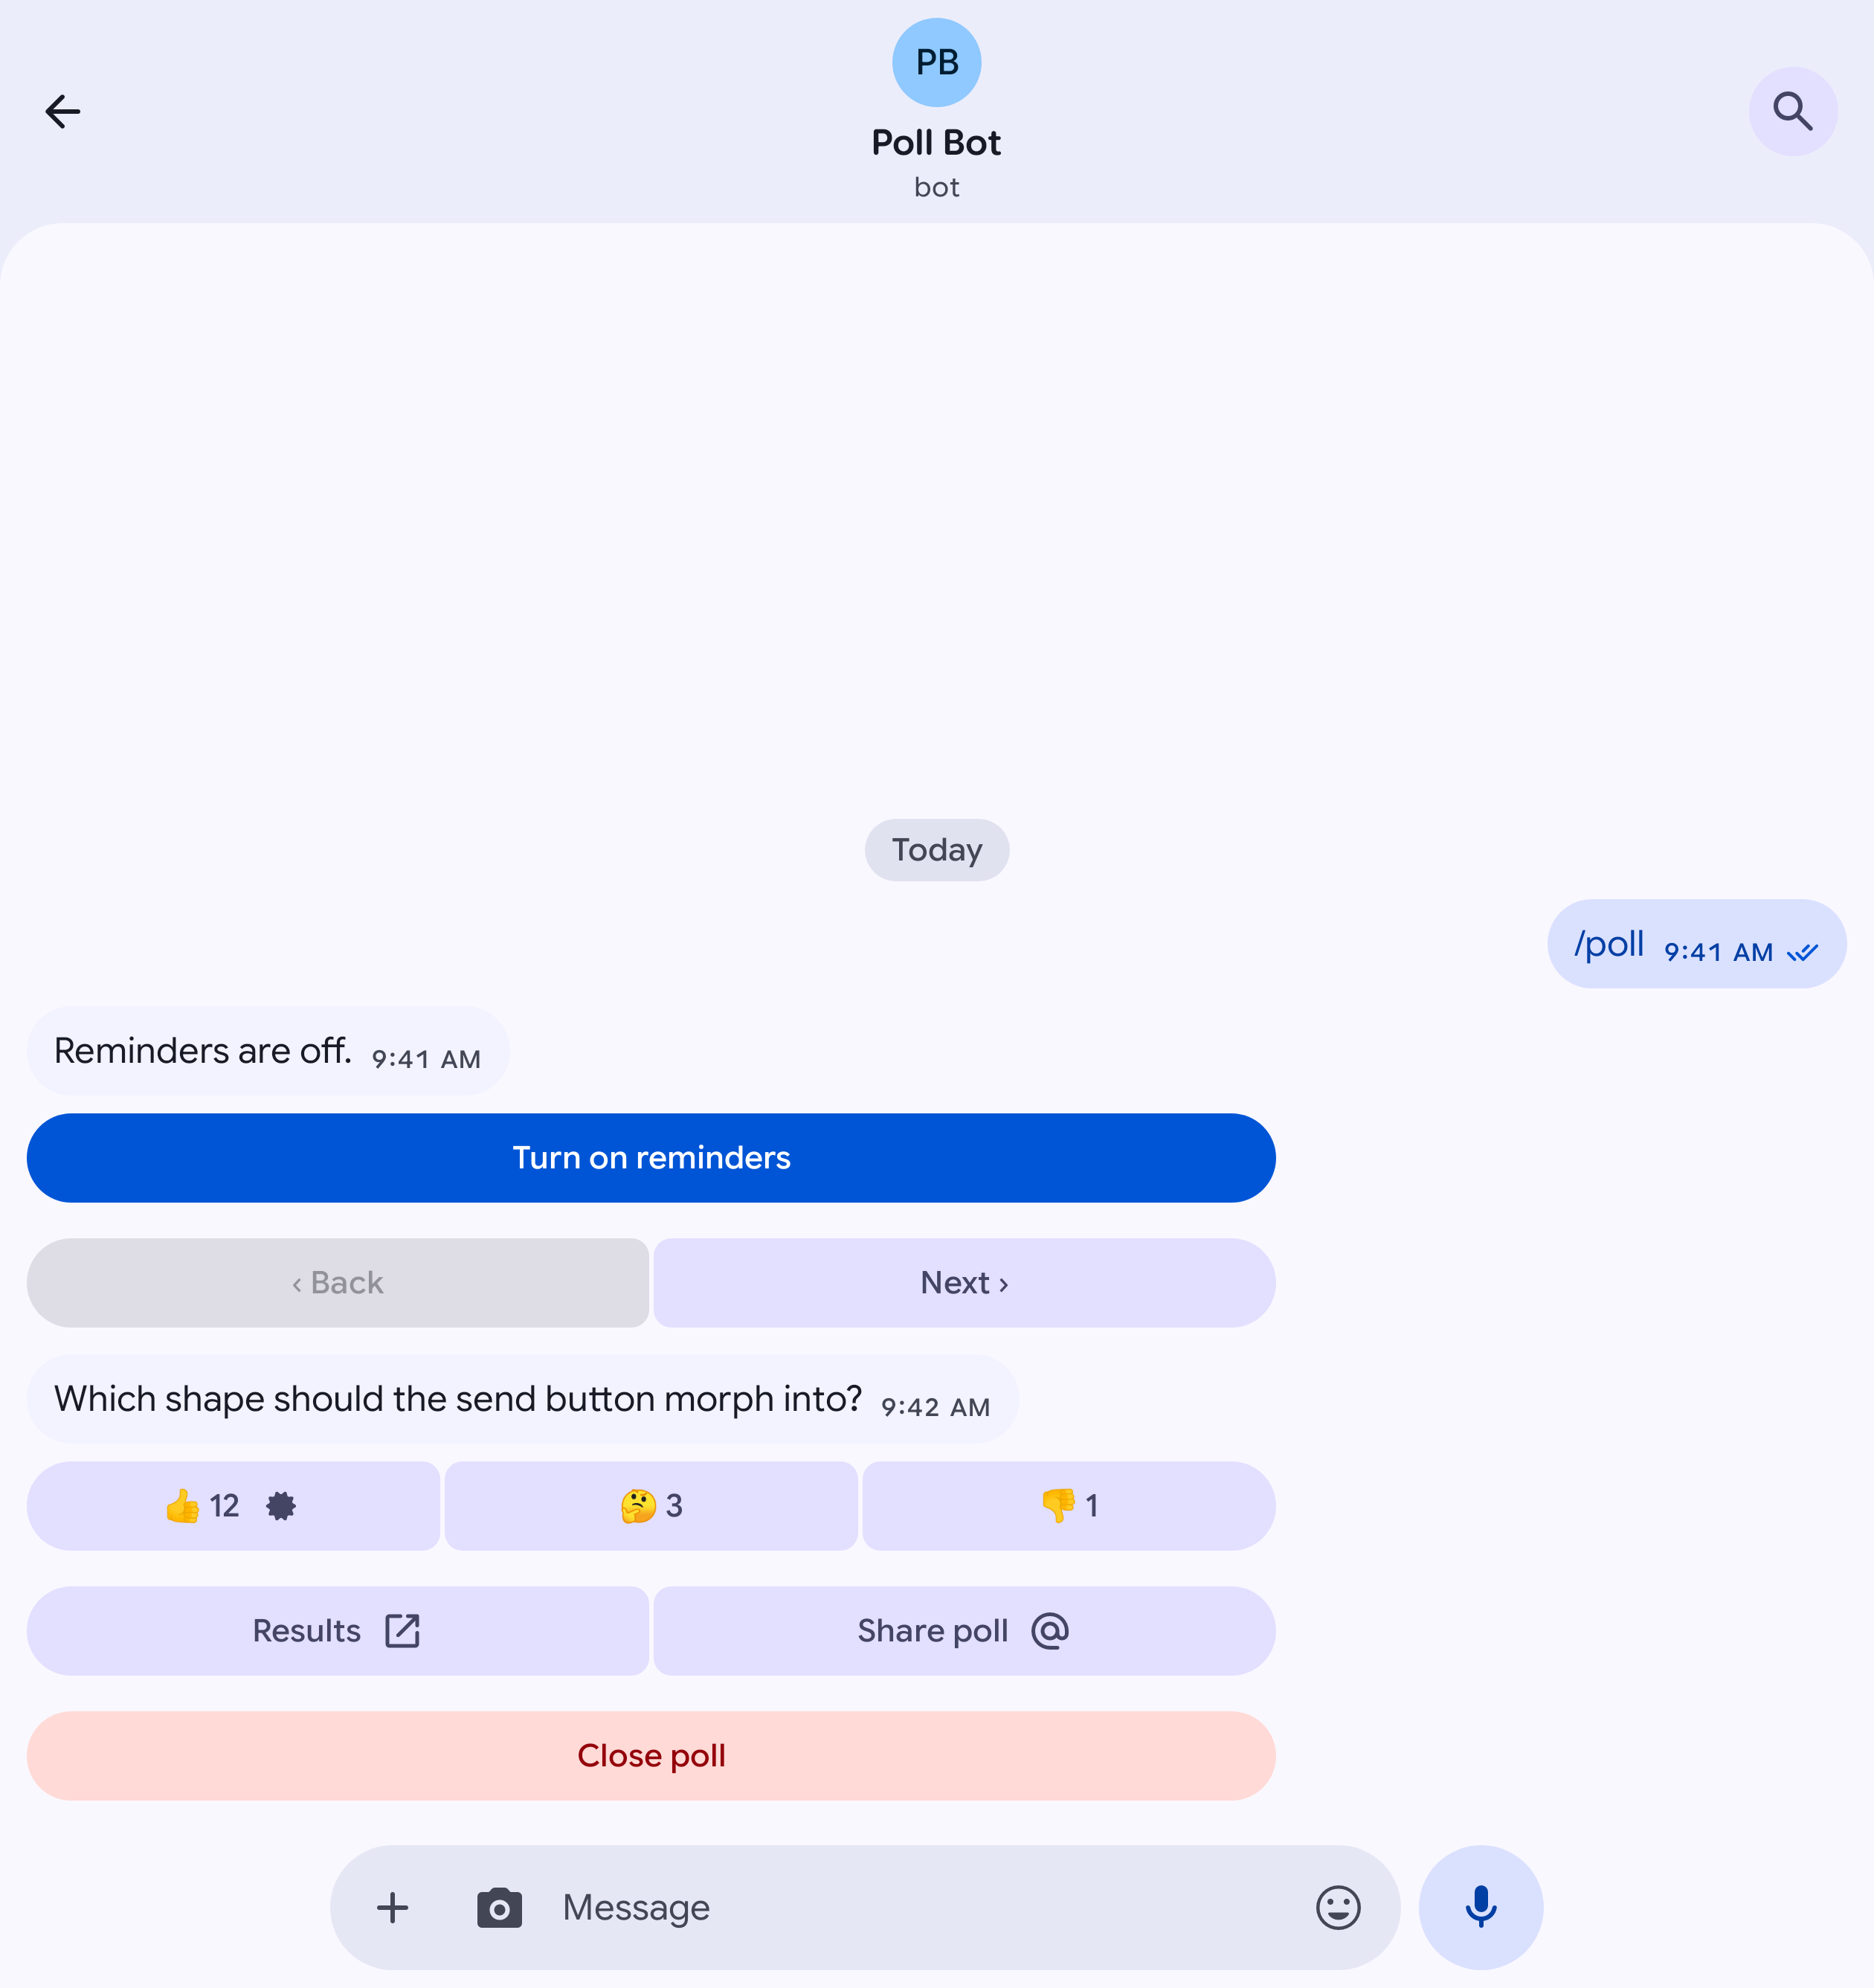 PB
Poll Bot
bot
Today
/poll 9:41 AM
Reminders are off. 9:41 AM
Turn on reminders
‹ Back
Next ›
Which shape should the send button morph into? 9:42 AM
👍 12
🤔 3
👎 1
Results
Share poll @
Close poll
Message